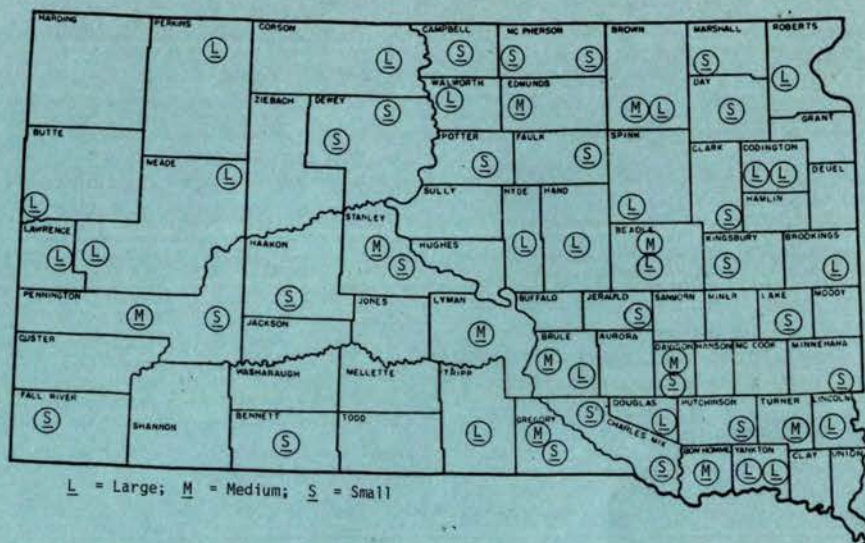 HARDING
PERKINS
L
CORSON
L
CAMPBELL
S
MC PHERSON
S S
BROWN
M L
MARSHALL
S
ROBERTS
L
WALWORTH
L
EDMUNDS
M
ZIEBACH
DEWEY
S S
DAY
S
GRANT
BUTTE
L
MEADE
L
L
POTTER
S
FAULK
S
SPINK
L
CLARK
S
CODINGTON
L L
DEUEL
HAMLIN
SULLY
HYDE
L
HAND
L
STANLEY
M S
LAWRENCE
L
HAAKON
S
HUGHES
BEADLE
M
L
KINGSBURY
S
BROOKINGS
L
PENNINGTON
M S
JACKSON
JONES
LYMAN
M
BUFFALO
JERAULD
S
SANBORN
MINER
LAKE
S
MOODY
CUSTER
BRULE
M L
AURORA
DAVISON
M
S
HANSON
MC COOK
MINNEHAHA
S
FALL RIVER
S
SHANNON
WASHABAUGH
MELLETTE
TRIPP
L
BENNETT
S
TODD
GREGORY
M
S
CHARLES MIX
S
S
DOUGLAS
L
HUTCHINSON
S
TURNER
M
LINCOLN
L
BON HOMME
M
YANKTON
L L
CLAY
UNION
L = Large; M = Medium; S = Small